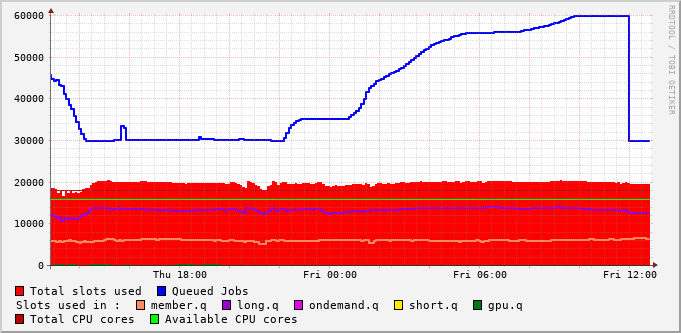 60000
50000
40000
30000
20000
10000
0
Thu 18:00 Fri 00:00 Fri 06:00 Fri 12:00
RRDTOOL / TOBI OETIKER
Total slots used Queued Jobs
Slots used in : member.q long.q ondemand.q short.q gpu.q
Total CPU cores Available CPU cores